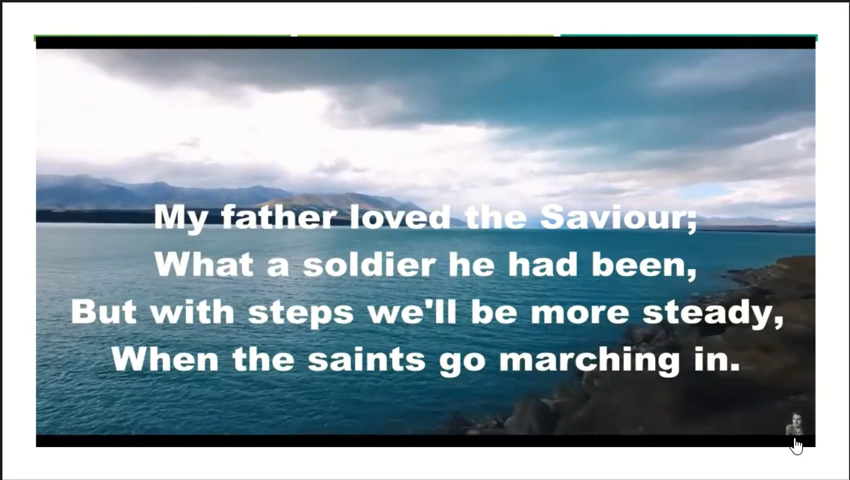 My father loved the Saviour;
What a soldier he had been,
But with steps we'll be more steady,
When the saints go marching in.